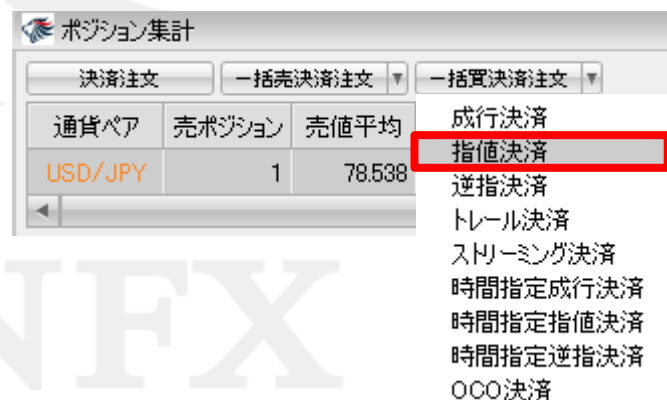 ポジション集計
決済注文 一括売決済注文 ▼ 一括買決済注文 ▼
通貨ペア 売ポジション 売値平均
USD/JPY 1 78.538
成行決済
指値決済
逆指決済
トレール決済
ストリーミング決済
時間指定成行決済
時間指定指値決済
時間指定逆指決済
OCO決済
NFX